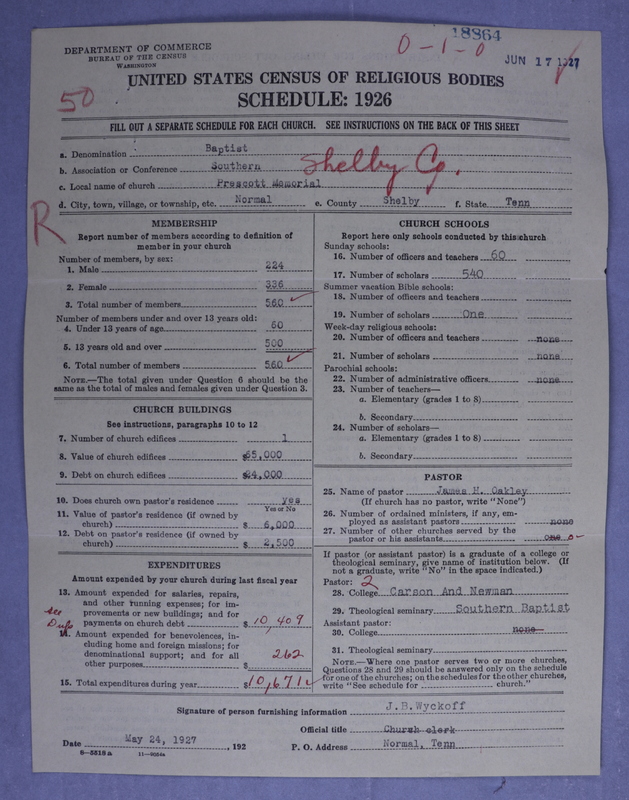 18864
0-1-0
JUN 17 1927
DEPARTMENT OF COMMERCE
BUREAU OF THE CENSUS
WASHINGTON
50
UNITED STATES CENSUS OF RELIGIOUS BODIES
SCHEDULE: 1926
FILL OUT A SEPARATE SCHEDULE FOR EACH CHURCH. SEE INSTRUCTIONS ON THE BACK OF THIS SHEET
a. Denomination Baptist
b. Association or Conference Southern
Shelby Co.
c. Local name of church Prescott Memorial
d. City, town, village, or township, etc. Normal e. County Shelby f. State Tenn
R
MEMBERSHIP
Report number of members according to definition of
member in your church
Number of members, by sex:
1. Male 224
2. Female 336
3. Total number of members 560
Number of members under and over 13 years old:
4. Under 13 years of age 60
5. 13 years old and over 500
6. Total number of members 560
NOTE.—The total given under Question 6 should be the
same as the total of males and females given under Question 3.
CHURCH BUILDINGS
See instructions, paragraphs 10 to 12
7. Number of church edifices 1
8. Value of church edifices $65,000
9. Debt on church edifices $24,000
10. Does church own pastor's residence yes
Yes or No
11. Value of pastor's residence (if owned by
church) $ 6,000
12. Debt on pastor's residence (if owned by
church) $ 2,500
EXPENDITURES
Amount expended by your church during last fiscal year
13. Amount expended for salaries, repairs,
and other running expenses; for im-
provements or new buildings; and for
payments on church debt $ 10,409
see
Dup
14. Amount expended for benevolences, in-
cluding home and foreign missions; for
denominational support; and for all
other purposes $ 262
15. Total expenditures during year $10,671
CHURCH SCHOOLS
Report here only schools conducted by this church
Sunday schools:
16. Number of officers and teachers 60
17. Number of scholars 540
Summer vacation Bible schools:
18. Number of officers and teachers
19. Number of scholars One
Week-day religious schools:
20. Number of officers and teachers none
21. Number of scholars none
Parochial schools:
22. Number of administrative officers none
23. Number of teachers—
a. Elementary (grades 1 to 8)
b. Secondary
24. Number of scholars—
a. Elementary (grades 1 to 8)
b. Secondary
PASTOR
25. Name of pastor James H. Oakley
(If church has no pastor, write "None")
26. Number of ordained ministers, if any, em-
ployed as assistant pastors none
27. Number of other churches served by the
pastor or his assistants one 0-
If pastor (or assistant pastor) is a graduate of a college or
theological seminary, give name of institution below. (If
not a graduate, write "No" in the space indicated.)
Pastor: 2
28. College Carson And Newman
29. Theological seminary Southern Baptist
Assistant pastor:
30. College none
31. Theological seminary
NOTE.—Where one pastor serves two or more churches,
Questions 28 and 29 should be answered only on the schedule
for one of the churches; on the schedules for the other churches,
write "See schedule for church."
Signature of person furnishing information J.B.Wyckoff
Official title Church clerk
Date May 24, 1927, 192 P. O. Address Normal, Tenn